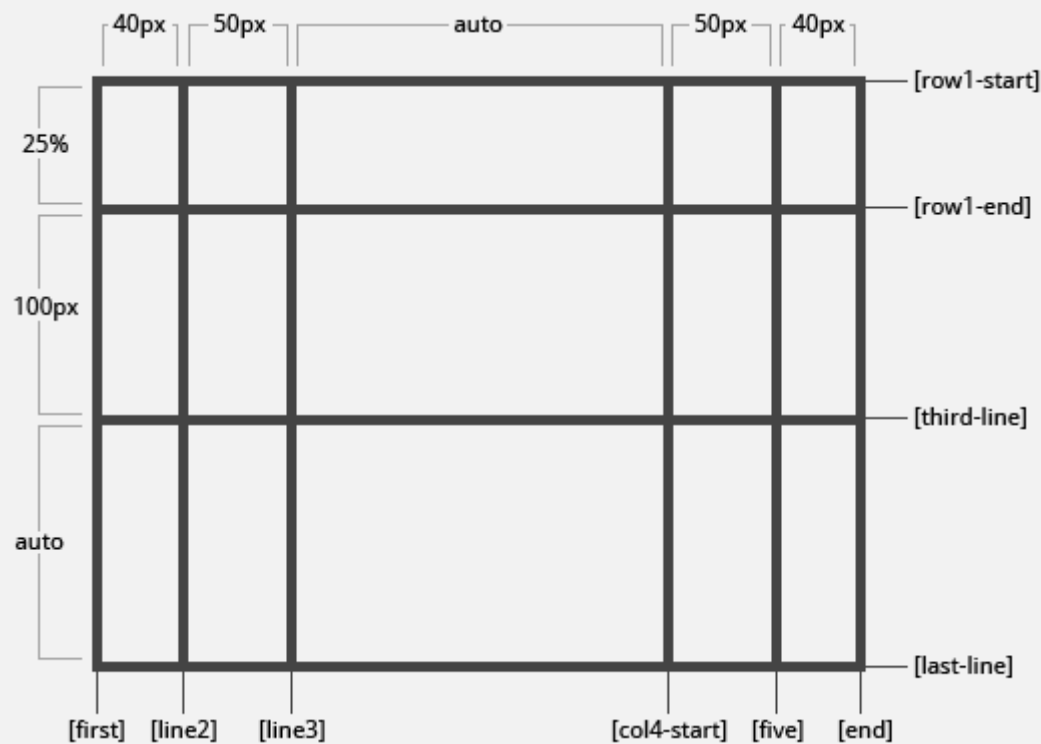 40px 50px auto 50px 40px
[row1-start]
25%
[row1-end]
100px
[third-line]
auto
[last-line]
[first] [line2] [line3] [col4-start] [five] [end]